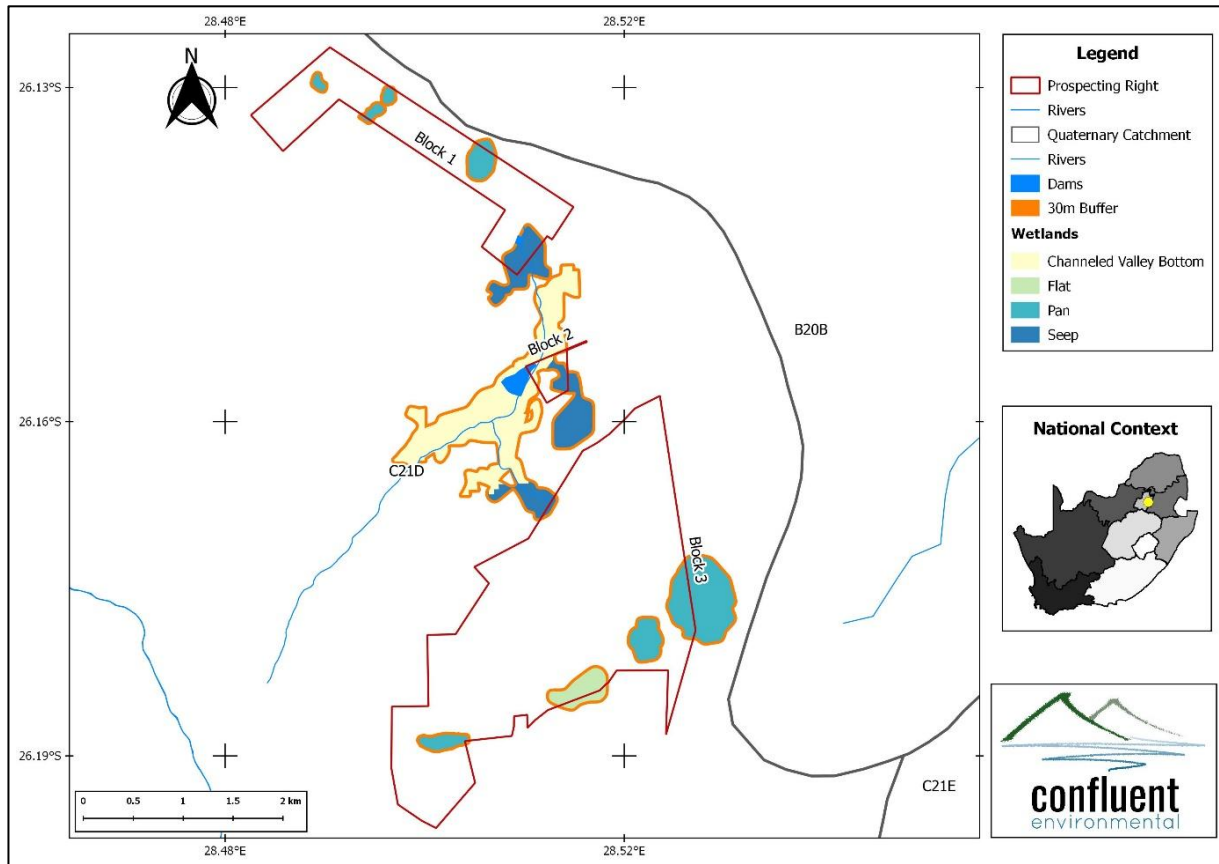 28.48°E
28.52°E
N
26.13°S
Block 1
Block 2
B20B
26.16°S
C21D
Block 3
26.19°S
C21E
0 0.5 1 1.5 2 km
28.48°E
28.52°E
Legend
Prospecting Right
Rivers
Quaternary Catchment
Rivers
Dams
30m Buffer
Wetlands
Channeled Valley Bottom
Flat
Pan
Seep
National Context
confluent
environmental